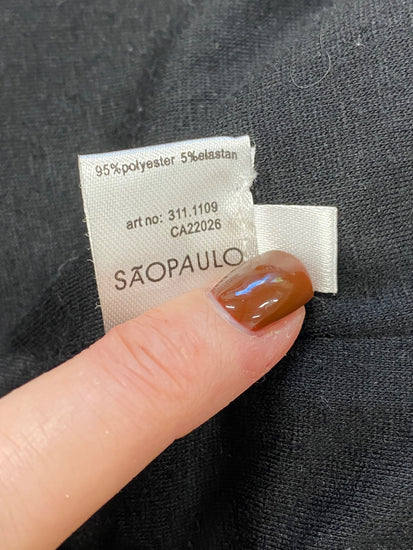 95%polyester 5%elastan
art no: 311.1109
CA22026
SÃOPAULO